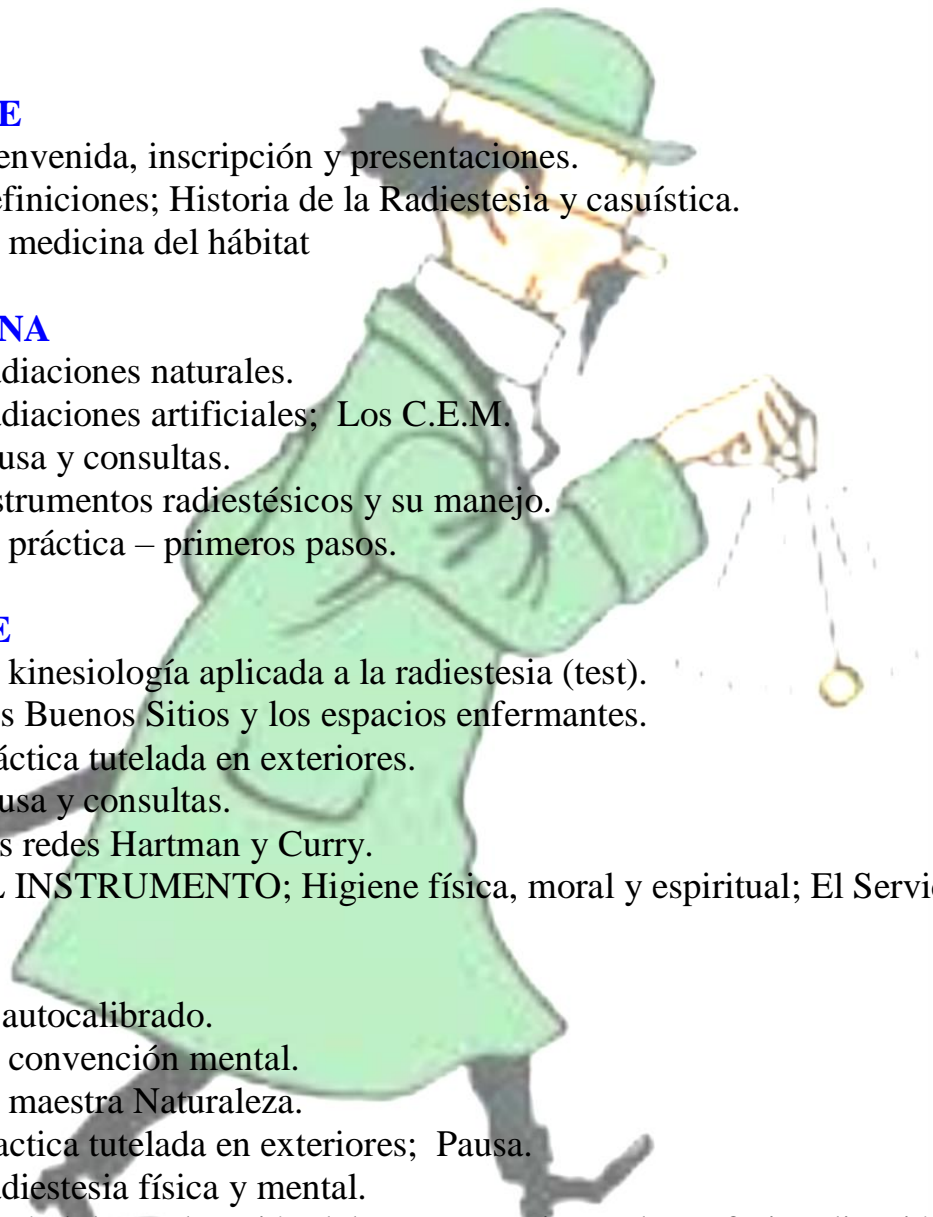 E
envenida, inscripción y presentaciones.
efiniciones; Historia de la Radiestesia y casuística.
medicina del hábitat
NA
diaciones naturales.
diaciones artificiales; Los C.E.M.
usa y consultas.
strumentos radiestésicos y su manejo.
práctica – primeros pasos.
E
kinesiología aplicada a la radiestesia (test).
s Buenos Sitios y los espacios enfermantes.
áctica tutelada en exteriores.
usa y consultas.
s redes Hartman y Curry.
L INSTRUMENTO; Higiene física, moral y espiritual; El Servic
autocalibrado.
convención mental.
maestra Naturaleza.
actica tutelada en exteriores; Pausa.
adiestesia física y mental.